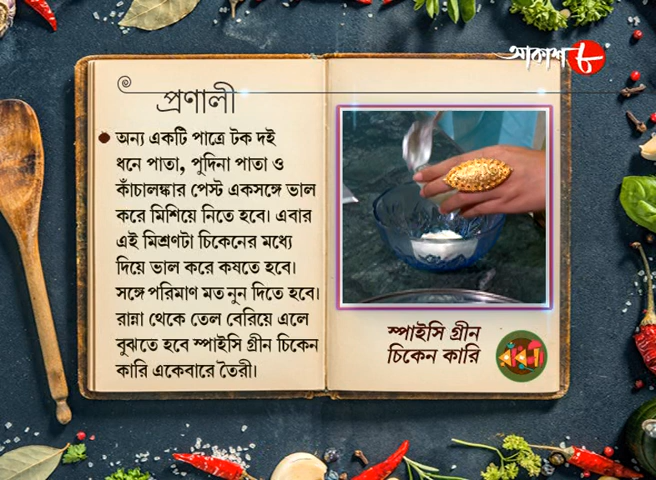 আকাশ ৮
প্রণালী
অন্য একটি পাত্রে টক দই
ধনে পাতা, পুদিনা পাতা ও
কাঁচালঙ্কার পেস্ট একসঙ্গে ভাল
করে মিশিয়ে নিতে হবে। এবার
এই মিশ্রণটা চিকেনের মধ্যে
দিয়ে ভাল করে কষতে হবে।
সঙ্গে পরিমাণ মত নুন দিতে হবে।
রান্না থেকে তেল বেরিয়ে এলে
বুঝতে হবে স্পাইসি গ্রীন চিকেন
কারি একেবারে তৈরী।
স্পাইসি গ্রীন
চিকেন কারি